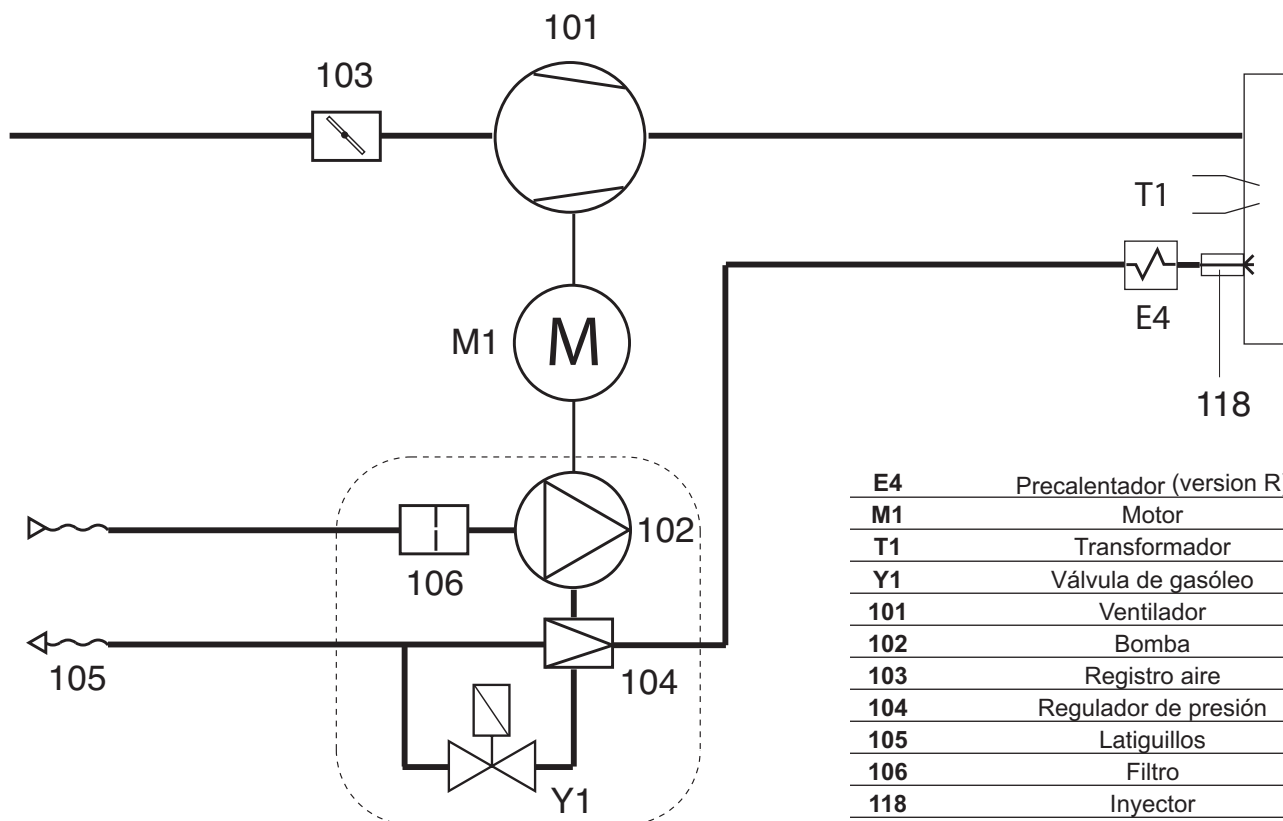 101
103
T1
E4
M1
M
118
102
106
105
104
Y1
E4 Precalentador (version R
M1 Motor
T1 Transformador
Y1 Válvula de gasóleo
101 Ventilador
102 Bomba
103 Registro aire
104 Regulador de presión
105 Latiguillos
106 Filtro
118 Inyector